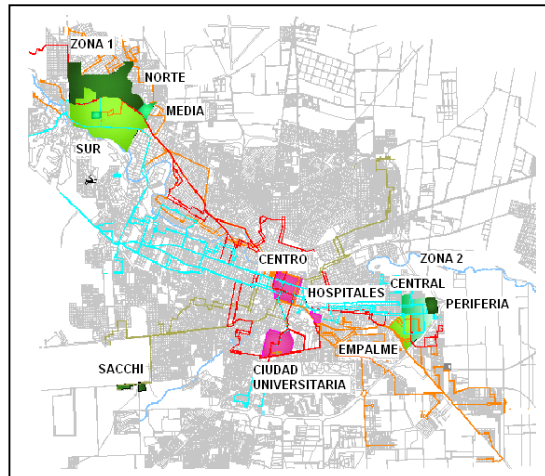 ZONA 1
NORTE
MEDIA
SUR
CENTRO
ZONA 2
HOSPITALES
CENTRAL
PERIFERIA
EMPALME
SACCHI
CIUDAD
UNIVERSITARIA